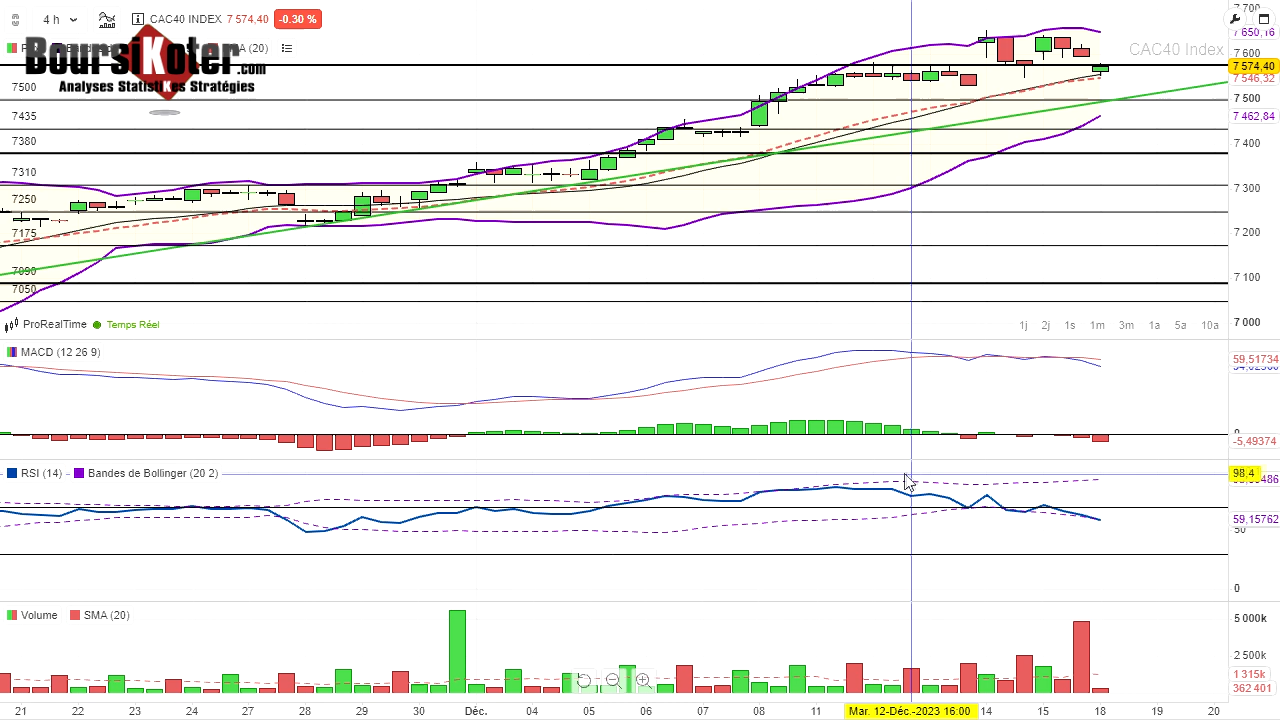 4 h
CAC40 INDEX 7 574,40 -0.30 %
SMA (20)
BoursiKoter.com
Analyses StatistiKes Stratégies
CAC40 Index
7500
7435
7380
7310
7250
7175
7090
7050
7 700
7 650,16
7 600
7 574,40
7 546,32
7 500
7 462,84
7 400
7 300
7 200
7 100
7 000
ProRealTime Temps Réel
1j 2j 1s 1m 3m 1a 5a 10a
MACD (12 26 9)
59,51734
0
-5,49374
RSI (14) - Bandes de Bollinger (20 2)
98,4
59,15762
50
0
Volume SMA (20)
5 000k
2 500k
1 315k
362 401
21 22 23 24 27 28 29 30 Déc. 04 05 06 07 08 11 Mar. 12-Déc.-2023 16:00 14 15 18 19 20